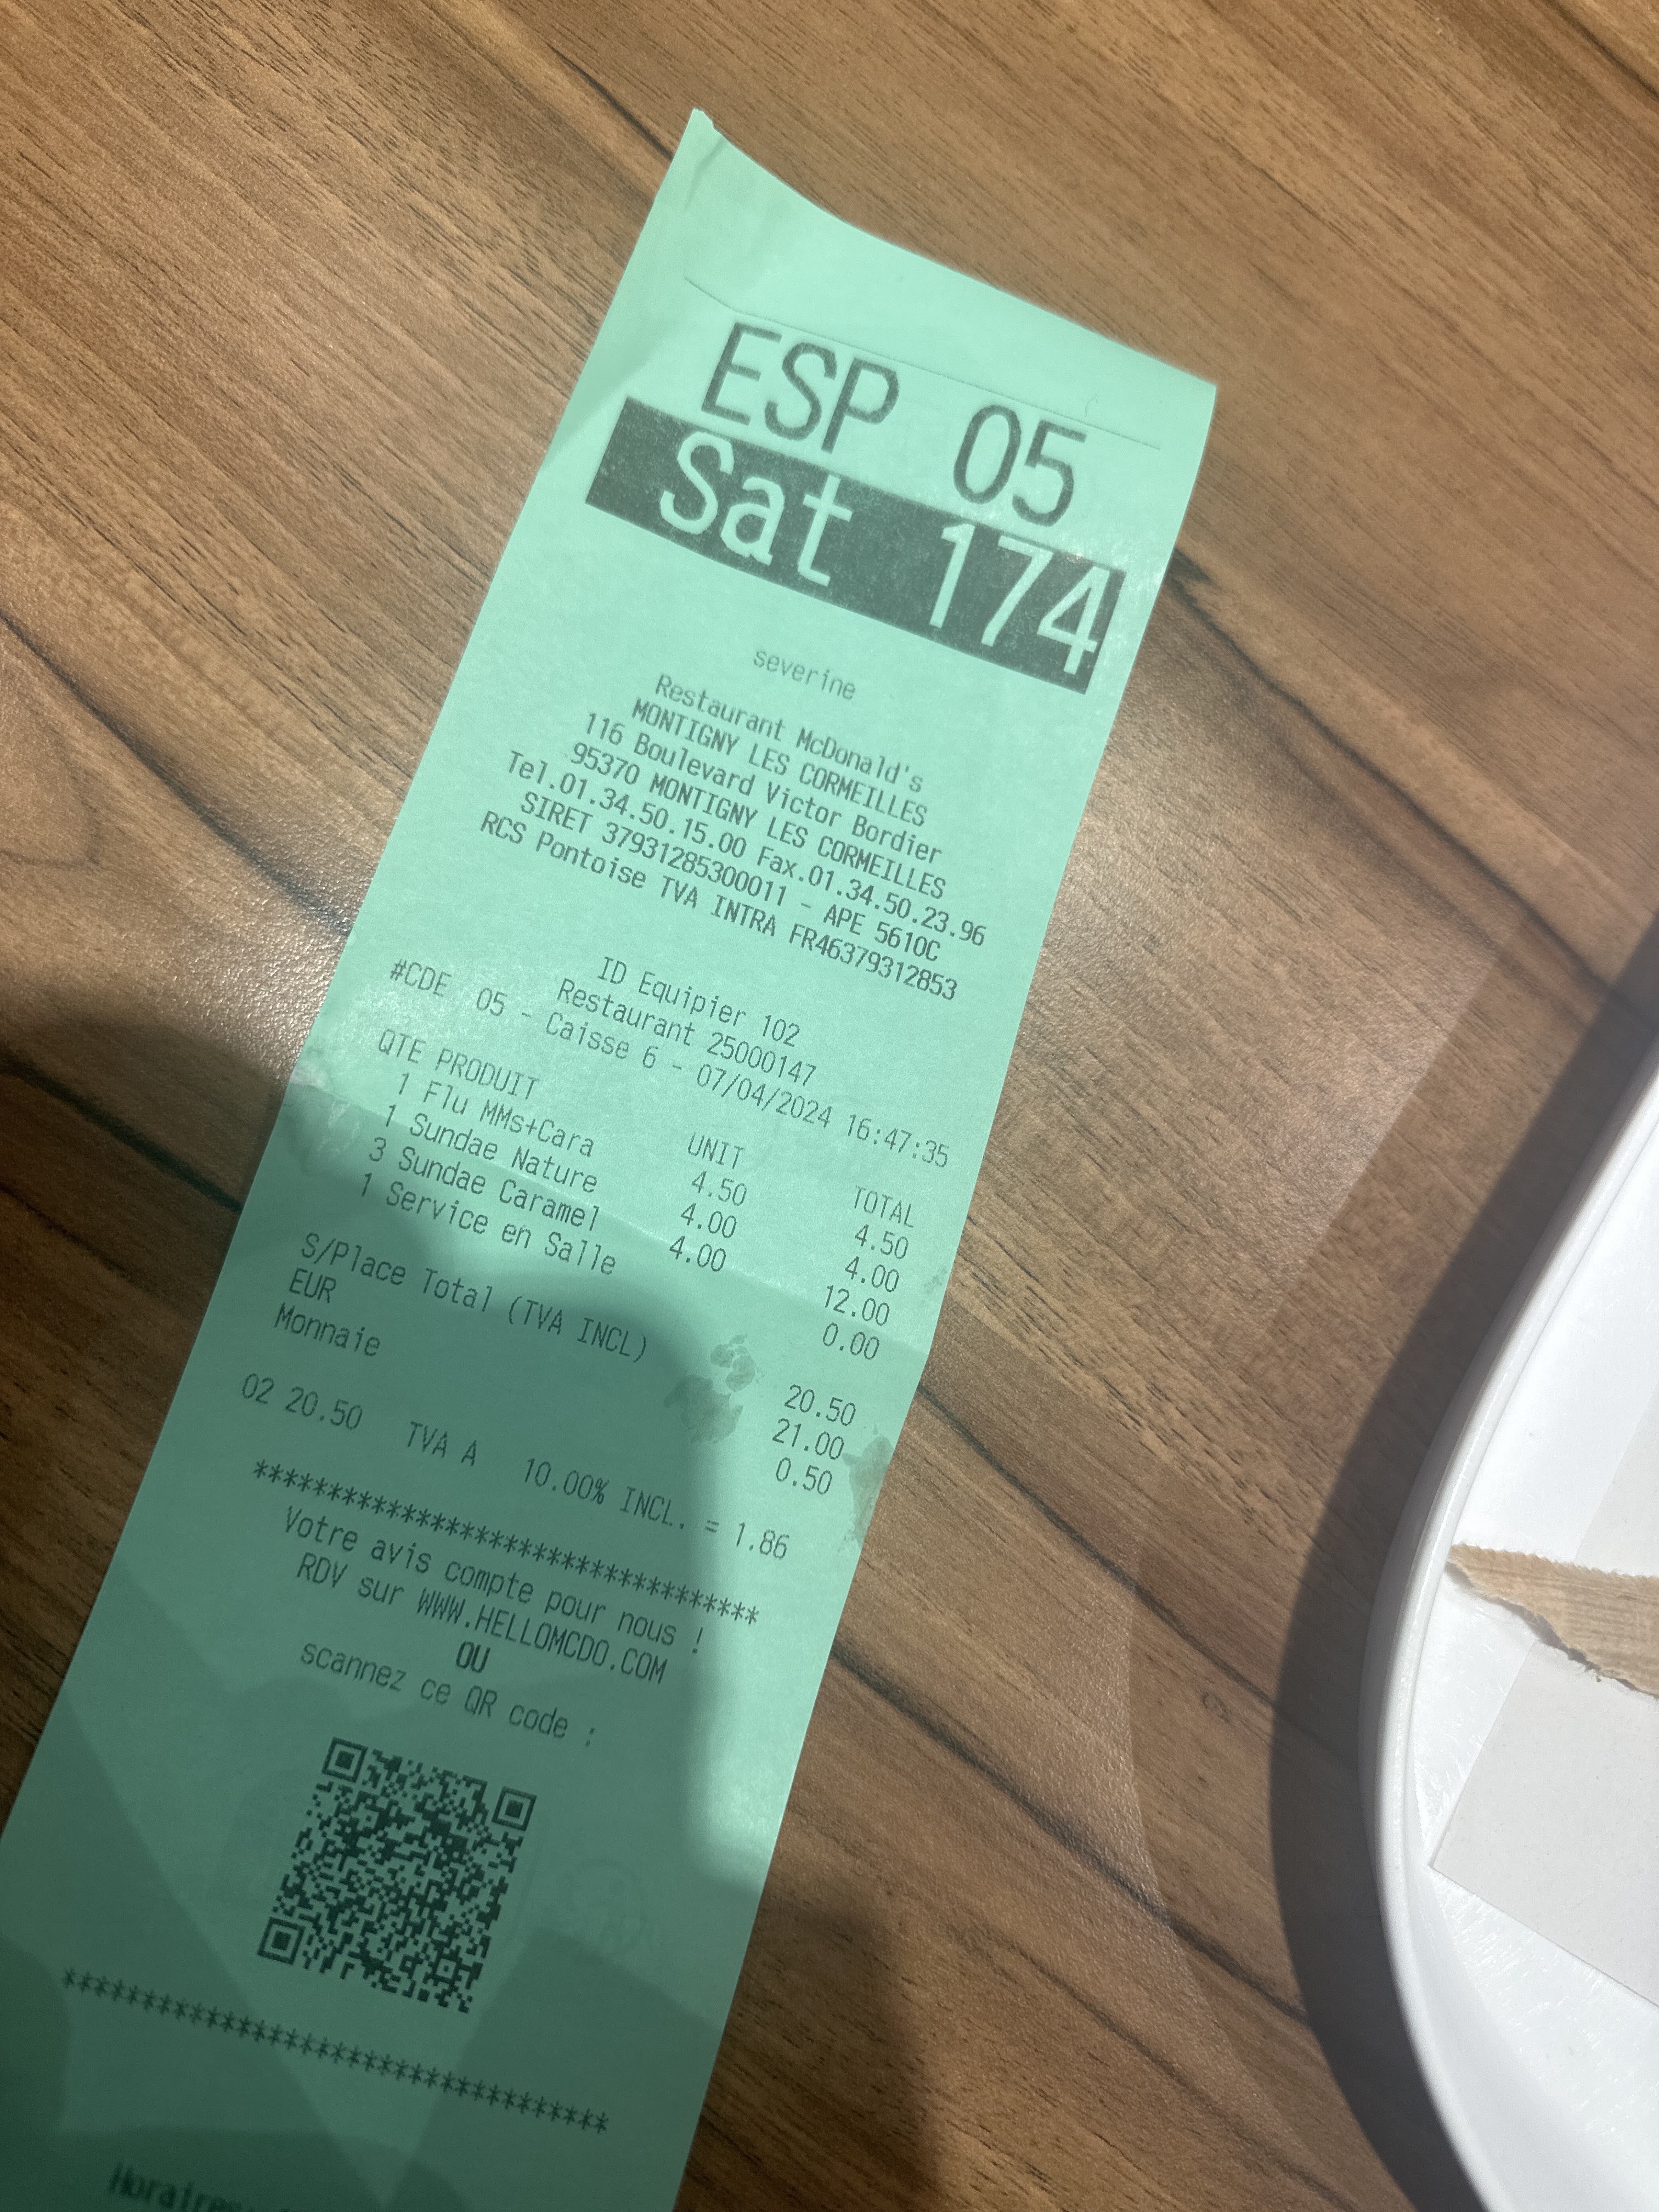 ESP 05
Sat 174
severine
Restaurant McDonald's
MONTIGNY LES CORMEILLES
116 Boulevard Victor Bordier
95370 MONTIGNY LES CORMEILLES
Tel.01.34.50.15.00 Fax.01.34.50.23.96
SIRET 37931285300011 - APE 5610C
RCS Pontoise TVA INTRA FR46379312853
ID Equipier 102
Restaurant 25000147
#CDE 05 - Caisse 6 - 07/04/2024 16:47:35
QTE PRODUIT UNIT TOTAL
1 Flu MMs+Cara 4.50 4.50
1 Sundae Nature 4.00 4.00
3 Sundae Caramel 4.00 12.00
1 Service en Salle 0.00
S/Place Total (TVA INCL) 20.50
EUR 21.00
Monnaie 0.50
02 20.50 TVA A 10.00% INCL. = 1.86
****************************************
Votre avis compte pour nous !
RDV sur WWW.HELLOMCDO.COM
OU
scannez ce QR code :
****************************************
Horaires